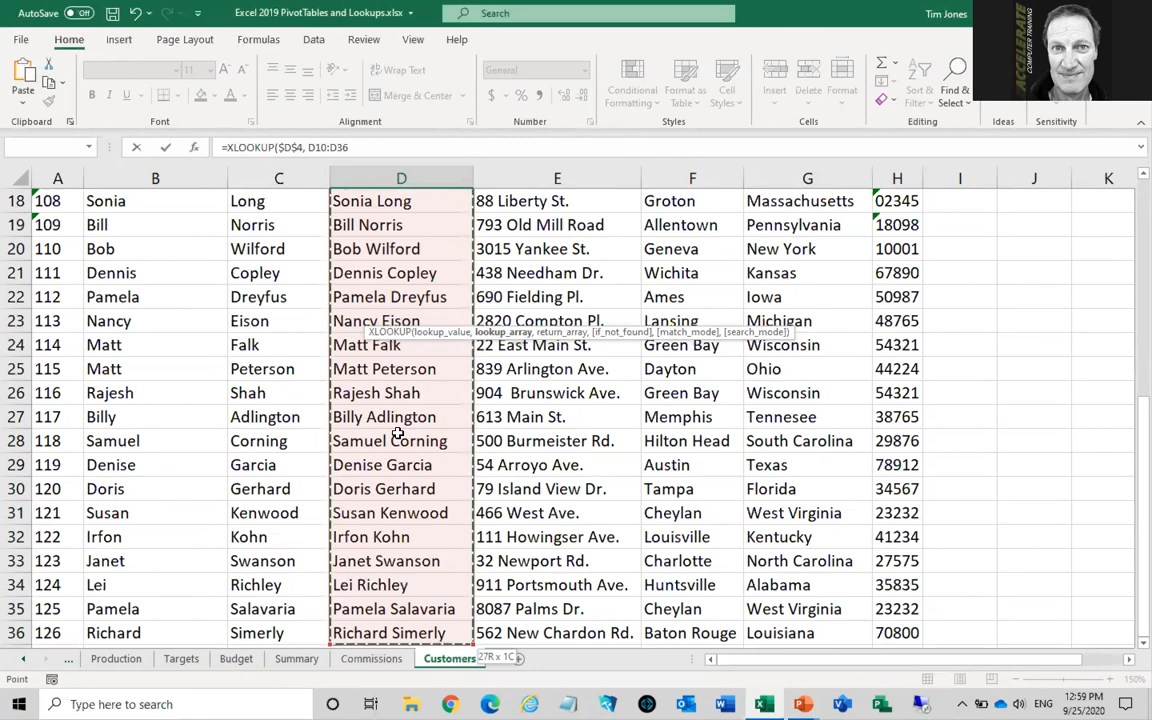 AutoSave Off Excel 2019 PivotTables and Lookups.xlsx Search Tim Jones
ACCELERATE
COMPUTER TRAINING
File Home Insert Page Layout Formulas Data Review View Help
Paste 11 A A Wrap Text General Conditional Formatting Format as Table Cell Styles Insert Delete Format Sort & Filter Find & Select
B I U Merge & Center $ %
Clipboard Font Alignment Number Styles Cells Editing Ideas Sensitivity
fx =XLOOKUP($D$4, D10:D36
A B C D E F G H I J K
18 108 Sonia Long Sonia Long 88 Liberty St. Groton Massachusetts 02345
19 109 Bill Norris Bill Norris 793 Old Mill Road Allentown Pennsylvania 18098
20 110 Bob Wilford Bob Wilford 3015 Yankee St. Geneva New York 10001
21 111 Dennis Copley Dennis Copley 438 Needham Dr. Wichita Kansas 67890
22 112 Pamela Dreyfus Pamela Dreyfus 690 Fielding Pl. Ames Iowa 50987
23 113 Nancy Eison Nancy Eison 2820 Compton Pl. Lansing Michigan 48765
XLOOKUP(lookup_value, lookup_array, return_array, [if_not_found], [match_mode], [search_mode])
24 114 Matt Falk Matt Falk 22 East Main St. Green Bay Wisconsin 54321
25 115 Matt Peterson Matt Peterson 839 Arlington Ave. Dayton Ohio 44224
26 116 Rajesh Shah Rajesh Shah 904 Brunswick Ave. Green Bay Wisconsin 54321
27 117 Billy Adlington Billy Adlington 613 Main St. Memphis Tennesee 38765
28 118 Samuel Corning Samuel Corning 500 Burmeister Rd. Hilton Head South Carolina 29876
29 119 Denise Garcia Denise Garcia 54 Arroyo Ave. Austin Texas 78912
30 120 Doris Gerhard Doris Gerhard 79 Island View Dr. Tampa Florida 34567
31 121 Susan Kenwood Susan Kenwood 466 West Ave. Cheylan West Virginia 23232
32 122 Irfon Kohn Irfon Kohn 111 Howingser Ave. Louisville Kentucky 41234
33 123 Janet Swanson Janet Swanson 32 Newport Rd. Charlotte North Carolina 27575
34 124 Lei Richley Lei Richley 911 Portsmouth Ave. Huntsville Alabama 35835
35 125 Pamela Salavaria Pamela Salavaria 8087 Palms Dr. Cheylan West Virginia 23232
36 126 Richard Simerly Richard Simerly 562 New Chardon Rd. Baton Rouge Louisiana 70800
... Production Targets Budget Summary Commissions Customers 27R x 1C
Point 150%
Type here to search ENG 12:59 PM
9/25/2020